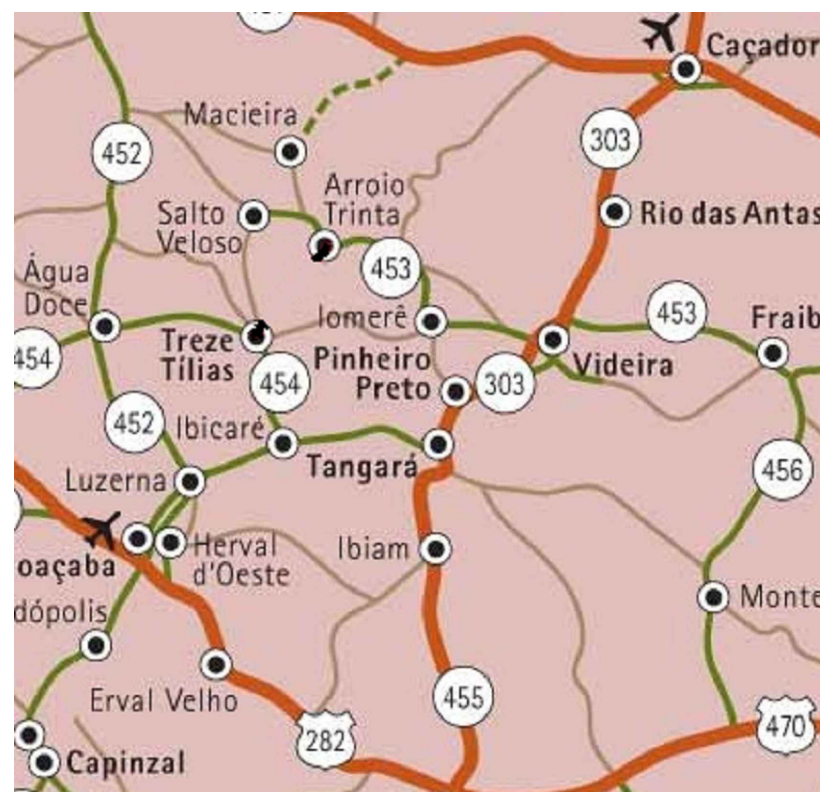 Caçador
Macieira
303
452
Arroio
Trinta
Salto
Veloso
Rio das Antas
453
Água
Doce
Iomerê
453
Fraib
454
Treze
Tílias
Pinheiro
Preto
Videira
454
303
452
Ibicaré
Tangará
456
Luzerna
Herval
d'Oeste
Ibiam
oaçaba
Monte
dópolis
Erval Velho
455
282
470
Capinzal